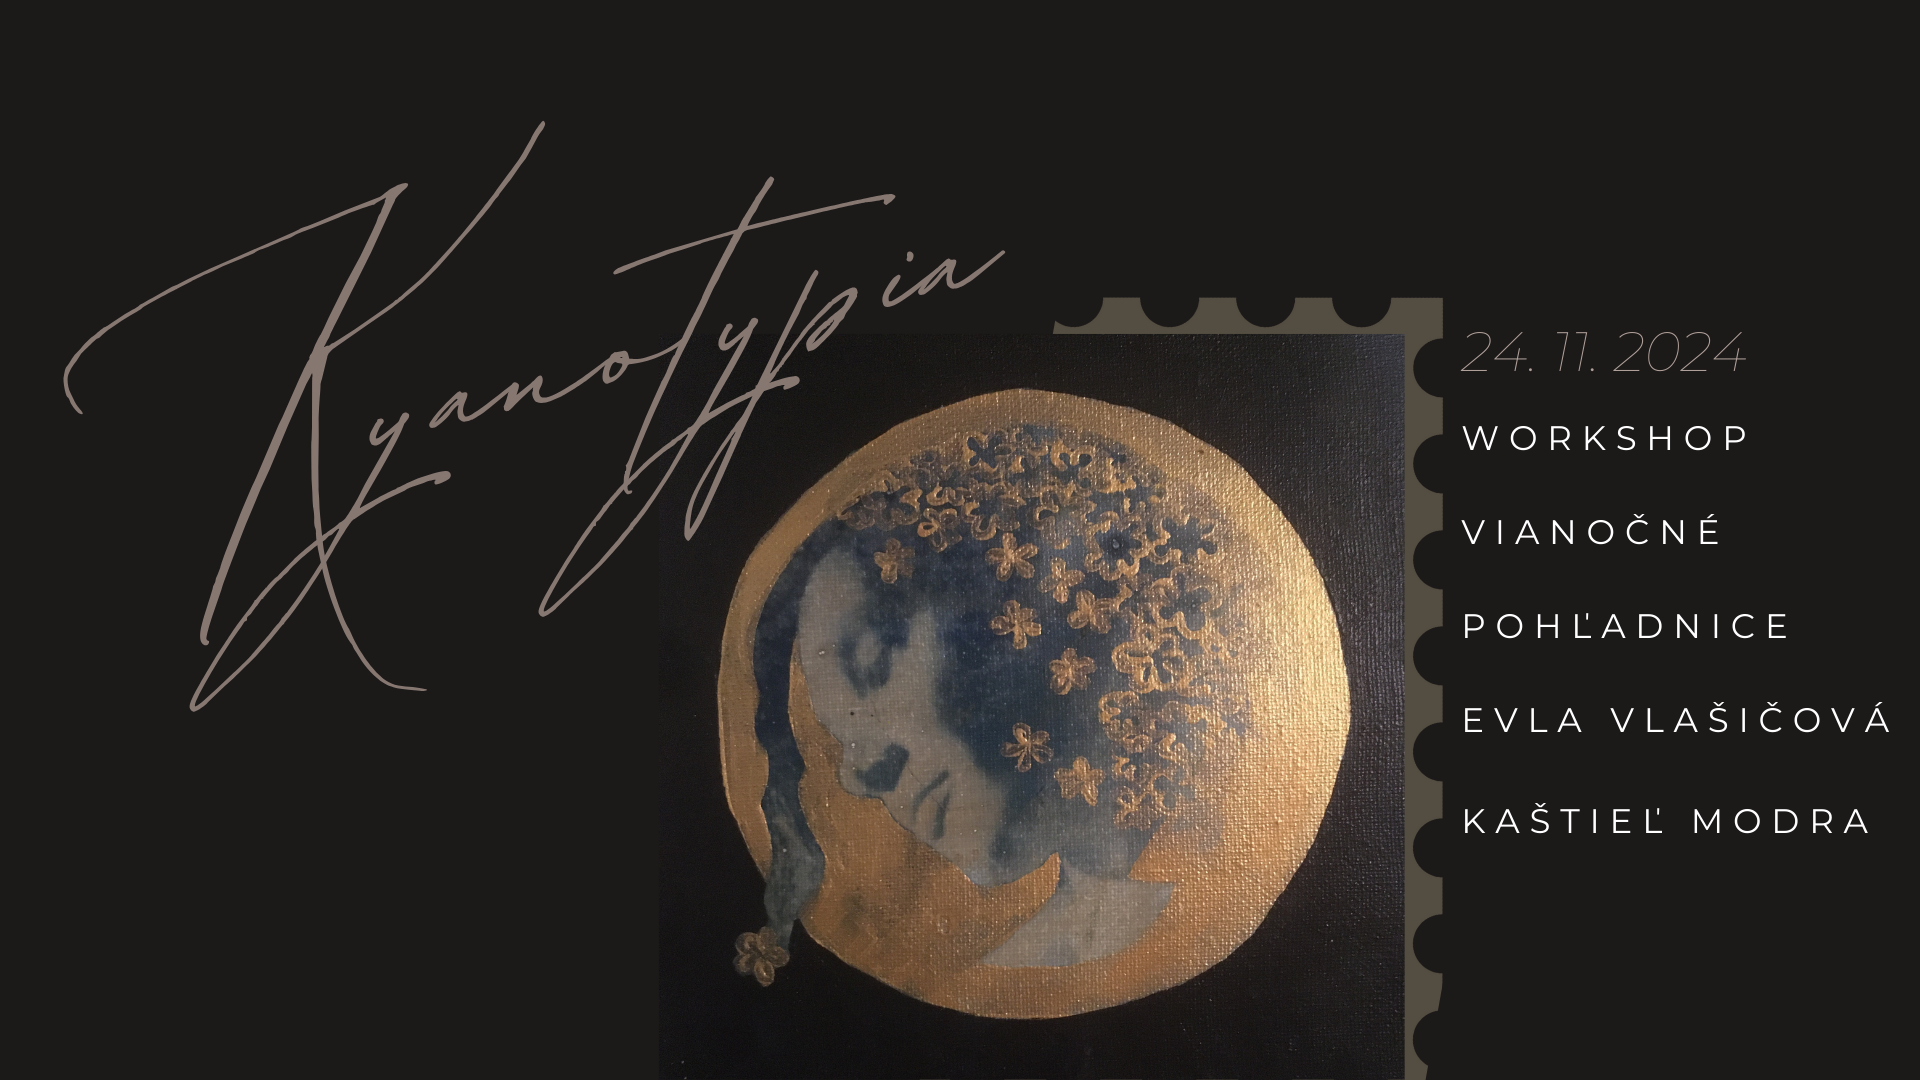 Kyanotypia
24. 11. 2024
WORKSHOP
VIANOČNÉ
POHĽADNICE
EVLA VLAŠIČOVÁ
KAŠTIEĽ MODRA